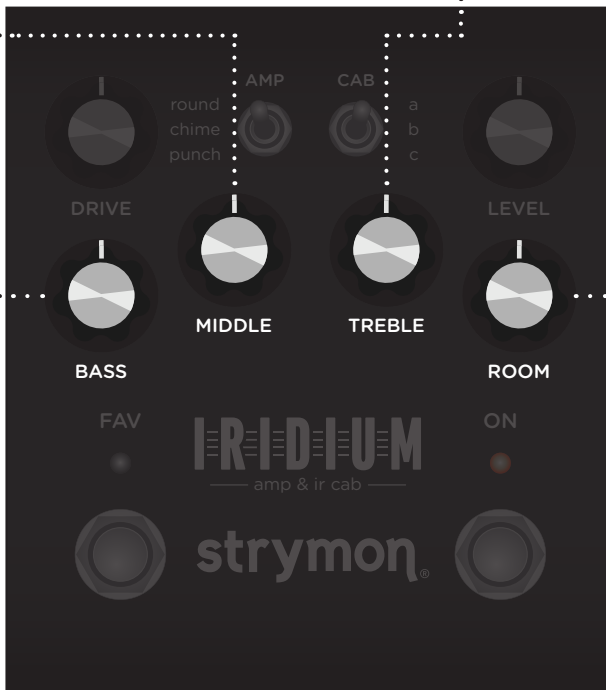 AMP CAB
round a
chime b
punch c
DRIVE LEVEL
MIDDLE TREBLE
BASS ROOM
FAV ON
IRIDIUM
amp & ir cab
strymon®